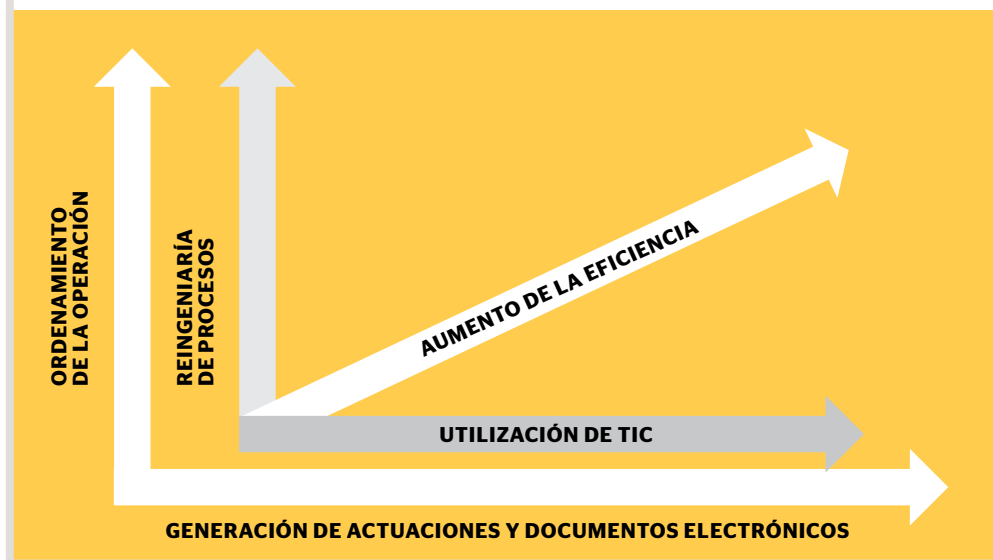 ORDENAMIENTO
DE LA OPERACIÓN
REINGENIARÍA
DE PROCESOS
AUMENTO DE LA EFICIENCIA
UTILIZACIÓN DE TIC
GENERACIÓN DE ACTUACIONES Y DOCUMENTOS ELECTRÓNICOS